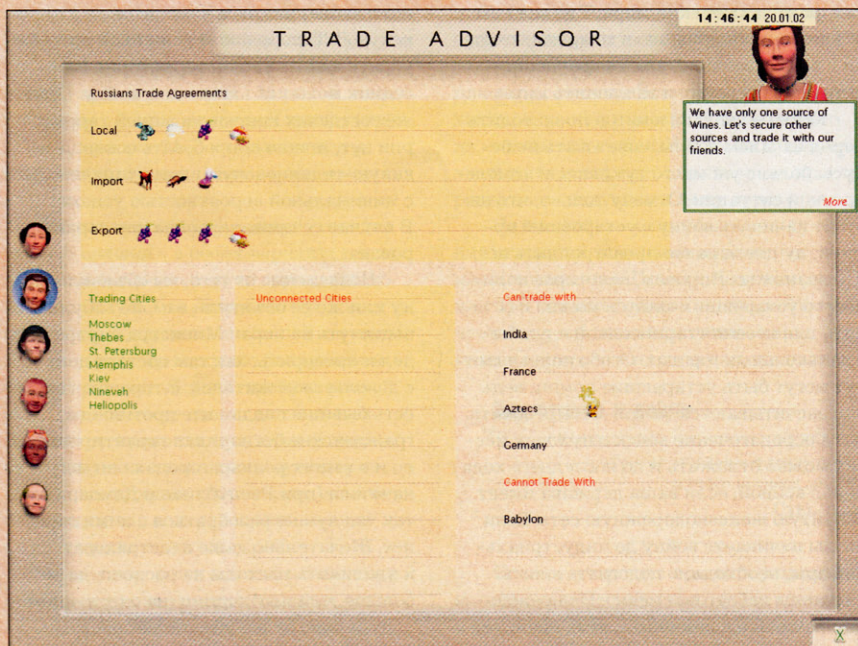 14:46:44 20.01.02
TRADE ADVISOR
Russians Trade Agreements
We have only one source of
Wines. Let's secure other
sources and trade it with our
friends.
More
Local
Import
Export
Trading Cities
Moscow
Thebes
St. Petersburg
Memphis
Kiev
Nineveh
Heliopolis
Unconnected Cities
Can trade with
India
France
Aztecs
Germany
Cannot Trade With
Babylon
X